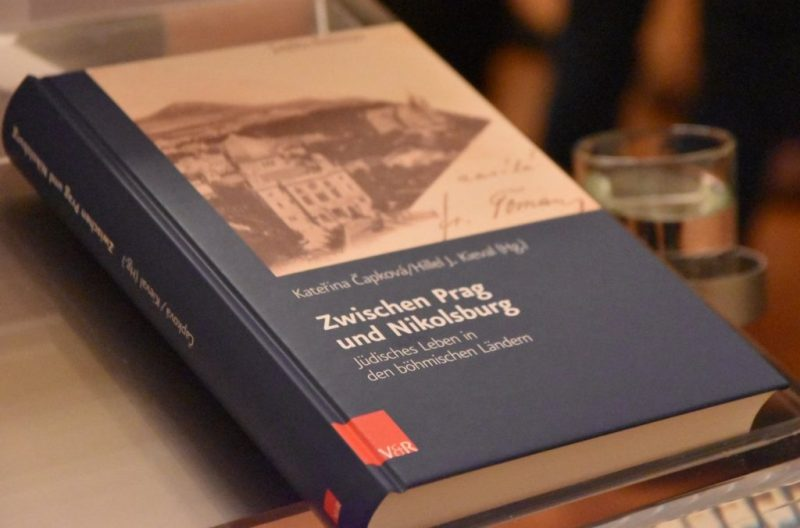 Kateřina Čapková/Hillel J. Kieval (Hg.)
Zwischen Prag
und Nikolsburg
Jüdisches Leben in
den böhmischen Ländern
V&R
Čapková / Kieval (Hg.)
Zwischen Prag und Nikolsburg